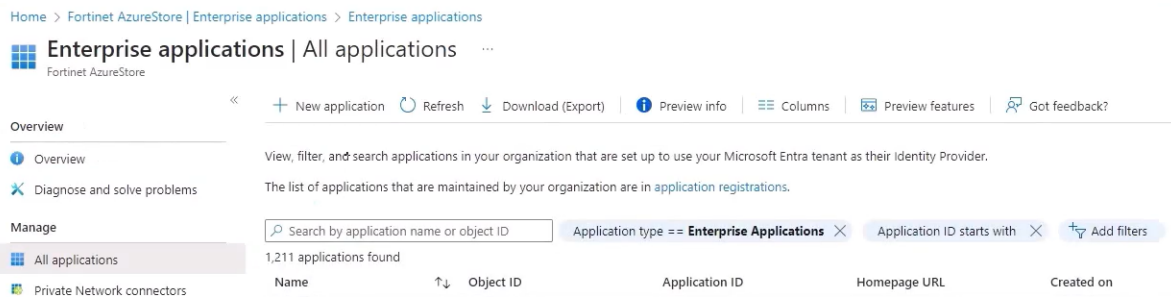 Home > Fortinet AzureStore | Enterprise applications > Enterprise applications
Enterprise applications | All applications ...
Fortinet AzureStore
«
New application Refresh Download (Export) Preview info Columns Preview features Got feedback?
Overview
Overview
Diagnose and solve problems
Manage
All applications
Private Network connectors
View, filter, and search applications in your organization that are set up to use your Microsoft Entra tenant as their Identity Provider.
The list of applications that are maintained by your organization are in application registrations.
Search by application name or object ID Application type == Enterprise Applications Application ID starts with Add filters
1,211 applications found
Name Object ID Application ID Homepage URL Created on